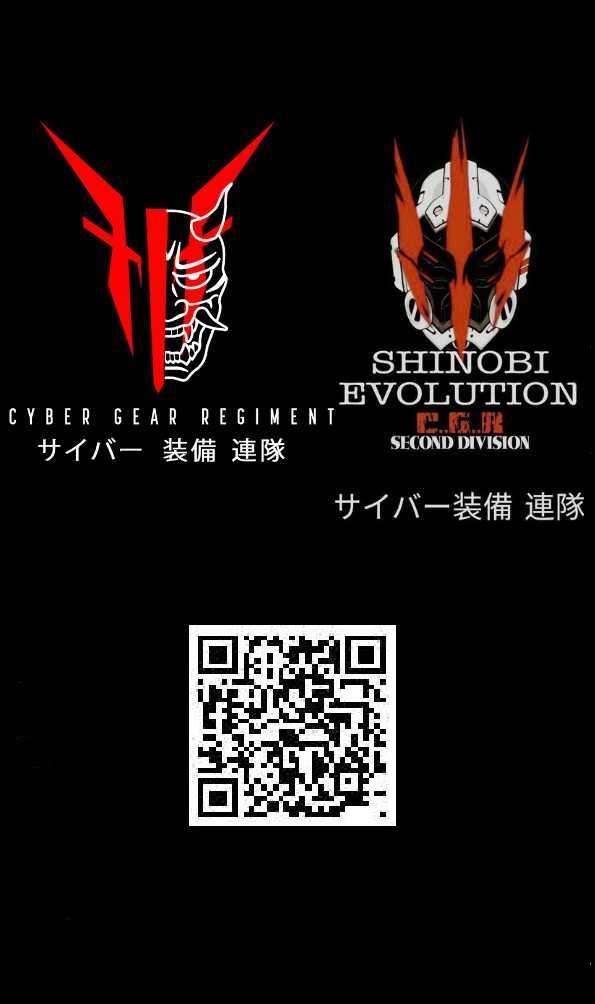 CYBER GEAR REGIMENT
サイバー 装備 連隊
SHINOBI
EVOLUTION
C.G.R
SECOND DIVISION
サイバー装備 連隊